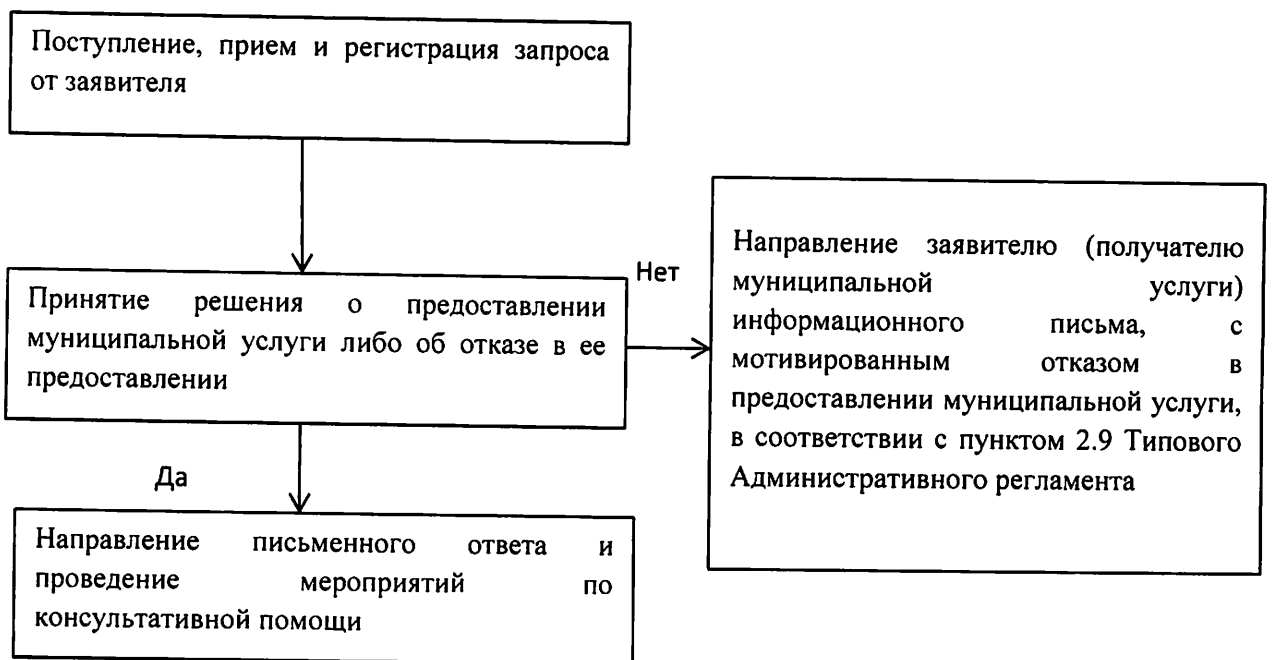 Поступление, прием и регистрация запроса
от заявителя
Нет
Принятие решения о предоставлении
муниципальной услуги либо об отказе в ее
предоставлении
Направление заявителю (получателю
муниципальной услуги)
информационного письма, с
мотивированным отказом в
предоставлении муниципальной услуги,
в соответствии с пунктом 2.9 Типового
Административного регламента
Да
Направление письменного ответа и
проведение мероприятий по
консультативной помощи